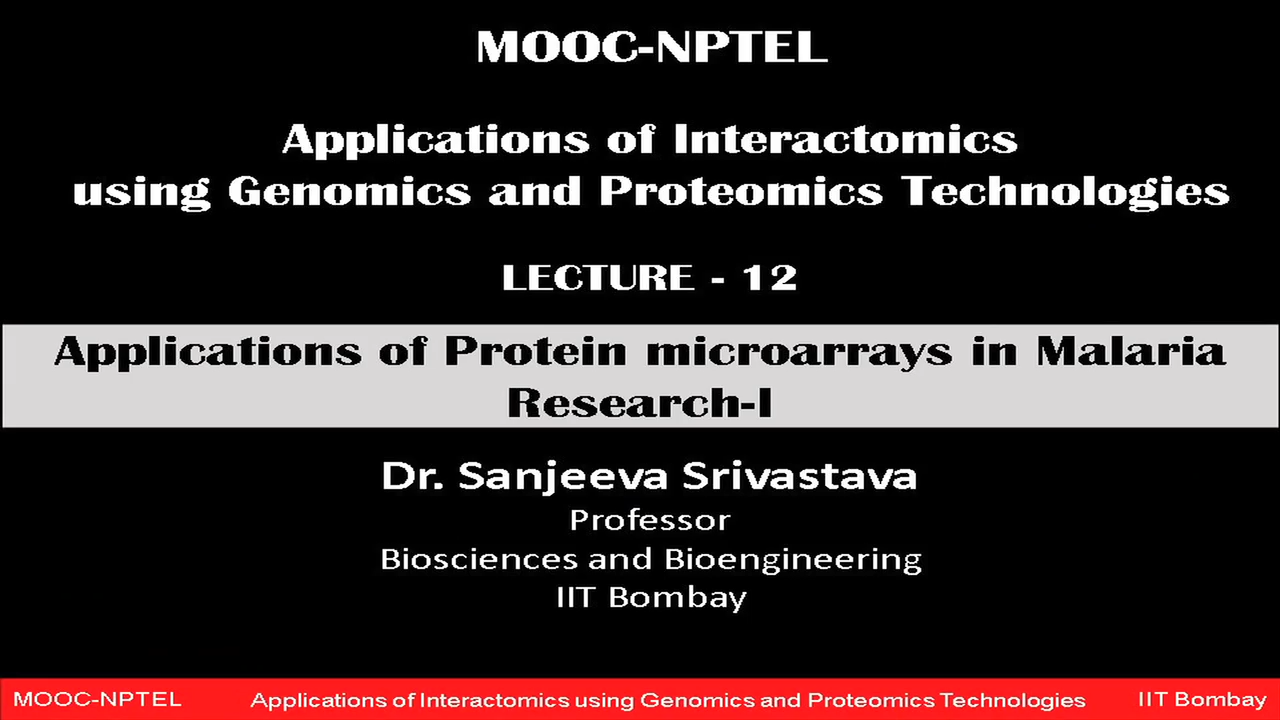 MOOC-NPTEL
Applications of Interactomics
using Genomics and Proteomics Technologies
LECTURE - 12
Applications of Protein microarrays in Malaria
Research-I
Dr. Sanjeeva Srivastava
Professor
Biosciences and Bioengineering
IIT Bombay
MOOC-NPTEL Applications of Interactomics using Genomics and Proteomics Technologies IIT Bombay